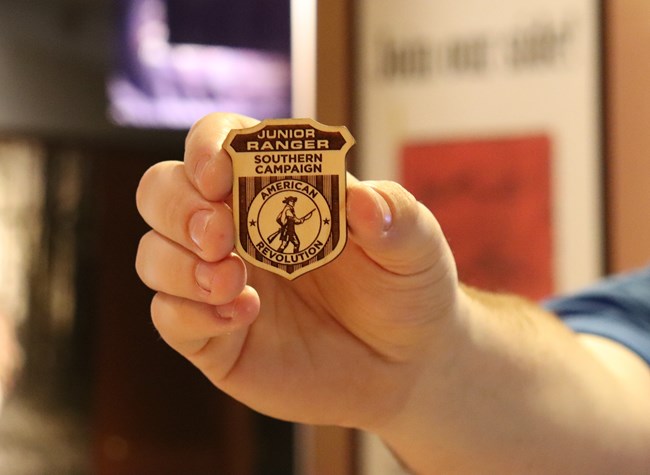 JUNIOR
RANGER
SOUTHERN
CAMPAIGN
AMERICAN
REVOLUTION